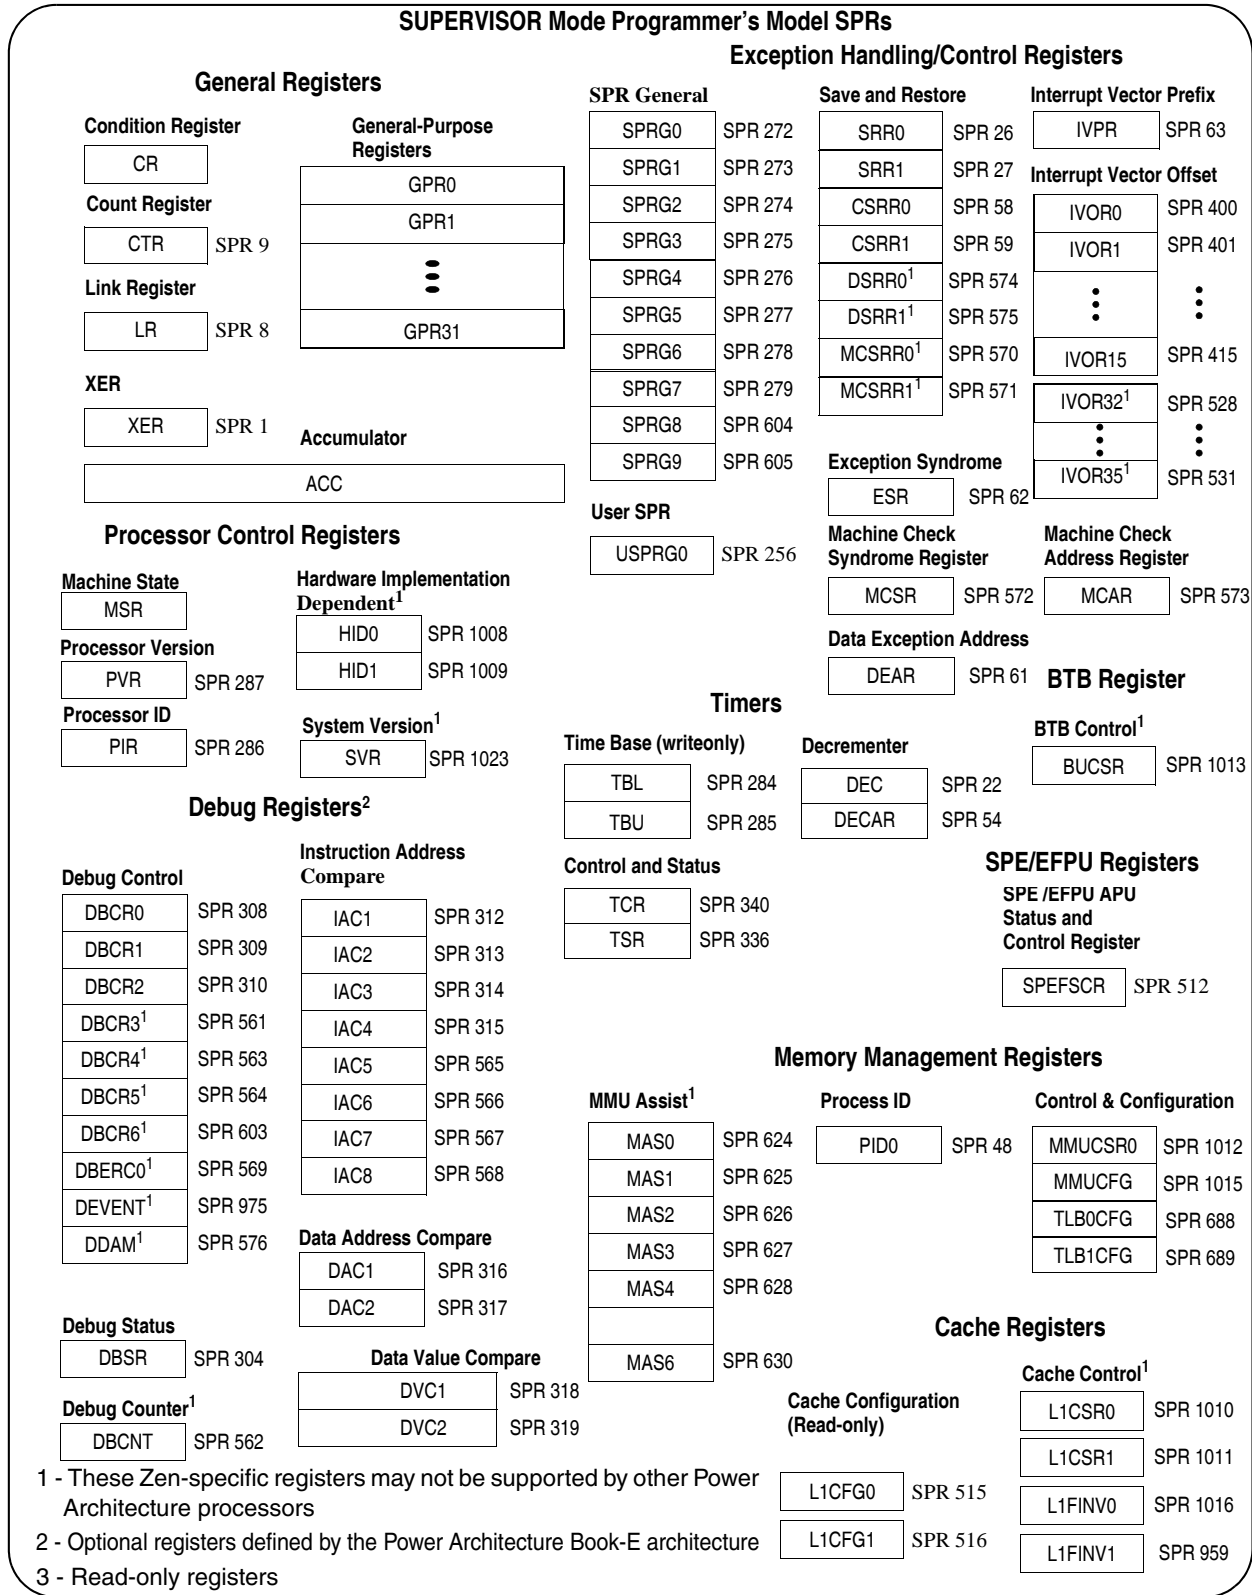 SUPERVISOR Mode Programmer's Model SPRs
General Registers
Condition Register
CR
Count Register
CTR SPR 9
Link Register
LR SPR 8
XER
XER SPR 1
General-Purpose
Registers
GPR0
GPR1
GPR31
Accumulator
ACC
Exception Handling/Control Registers
SPR General
SPRG0 SPR 272
SPRG1 SPR 273
SPRG2 SPR 274
SPRG3 SPR 275
SPRG4 SPR 276
SPRG5 SPR 277
SPRG6 SPR 278
SPRG7 SPR 279
SPRG8 SPR 604
SPRG9 SPR 605
User SPR
USPRG0 SPR 256
Save and Restore
SRR0 SPR 26
SRR1 SPR 27
CSRR0 SPR 58
CSRR1 SPR 59
DSRR0¹ SPR 574
DSRR1¹ SPR 575
MCSRR0¹ SPR 570
MCSRR1¹ SPR 571
Exception Syndrome
ESR SPR 62
Machine Check
Syndrome Register
MCSR SPR 572
Data Exception Address
DEAR SPR 61
Interrupt Vector Prefix
IVPR SPR 63
Interrupt Vector Offset
IVOR0 SPR 400
IVOR1 SPR 401
IVOR15 SPR 415
IVOR32¹ SPR 528
IVOR35¹ SPR 531
Machine Check
Address Register
MCAR SPR 573
Processor Control Registers
Machine State
MSR
Processor Version
PVR SPR 287
Processor ID
PIR SPR 286
Hardware Implementation
Dependent¹
HID0 SPR 1008
HID1 SPR 1009
System Version¹
SVR SPR 1023
Timers
Time Base (writeonly)
TBL SPR 284
TBU SPR 285
Decrementer
DEC SPR 22
DECAR SPR 54
Control and Status
TCR SPR 340
TSR SPR 336
BTB Register
BTB Control¹
BUCSR SPR 1013
SPE/EFPU Registers
SPE /EFPU APU
Status and
Control Register
SPEFSCR SPR 512
Debug Registers²
Debug Control
DBCR0 SPR 308
DBCR1 SPR 309
DBCR2 SPR 310
DBCR3¹ SPR 561
DBCR4¹ SPR 563
DBCR5¹ SPR 564
DBCR6¹ SPR 603
DBERC0¹ SPR 569
DEVENT¹ SPR 975
DDAM¹ SPR 576
Debug Status
DBSR SPR 304
Debug Counter¹
DBCNT SPR 562
Instruction Address
Compare
IAC1 SPR 312
IAC2 SPR 313
IAC3 SPR 314
IAC4 SPR 315
IAC5 SPR 565
IAC6 SPR 566
IAC7 SPR 567
IAC8 SPR 568
Data Address Compare
DAC1 SPR 316
DAC2 SPR 317
Data Value Compare
DVC1 SPR 318
DVC2 SPR 319
Memory Management Registers
MMU Assist¹
MAS0 SPR 624
MAS1 SPR 625
MAS2 SPR 626
MAS3 SPR 627
MAS4 SPR 628
MAS6 SPR 630
Process ID
PID0 SPR 48
Control & Configuration
MMUCSR0 SPR 1012
MMUCFG SPR 1015
TLB0CFG SPR 688
TLB1CFG SPR 689
Cache Registers
Cache Configuration
(Read-only)
L1CFG0 SPR 515
L1CFG1 SPR 516
Cache Control¹
L1CSR0 SPR 1010
L1CSR1 SPR 1011
L1FINV0 SPR 1016
L1FINV1 SPR 959
1 - These Zen-specific registers may not be supported by other Power
Architecture processors
2 - Optional registers defined by the Power Architecture Book-E architecture
3 - Read-only registers